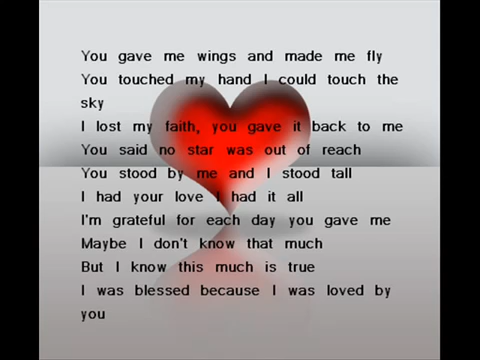 You gave me wings and made me fly
You touched my hand I could touch the
sky
I lost my faith, you gave it back to me
You said no star was out of reach
You stood by me and I stood tall
I had your love I had it all
I'm grateful for each day you gave me
Maybe I don't know that much
But I know this much is true
I was blessed because I was loved by
you